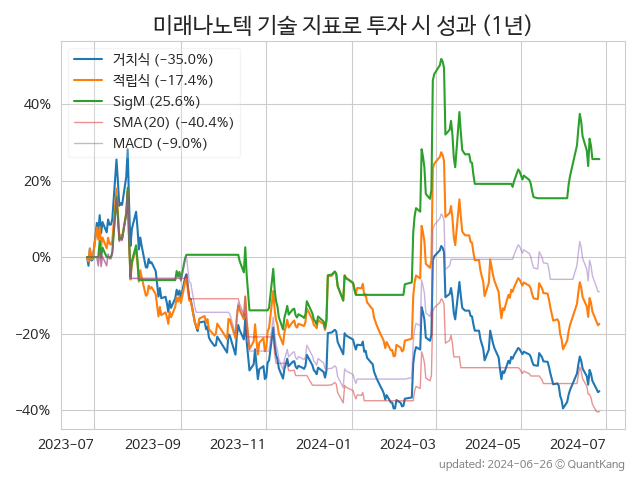 미래나노텍 기술 지표로 투자 시 성과 (1년)
거치식 (−35.0%)
적립식 (−17.4%)
SigM (25.6%)
SMA(20) (−40.4%)
MACD (−9.0%)
40%
20%
0%
−20%
−40%
2023-07 2023-09 2023-11 2024-01 2024-03 2024-05 2024-07
updated: 2024-06-26 ⓒ QuantKang